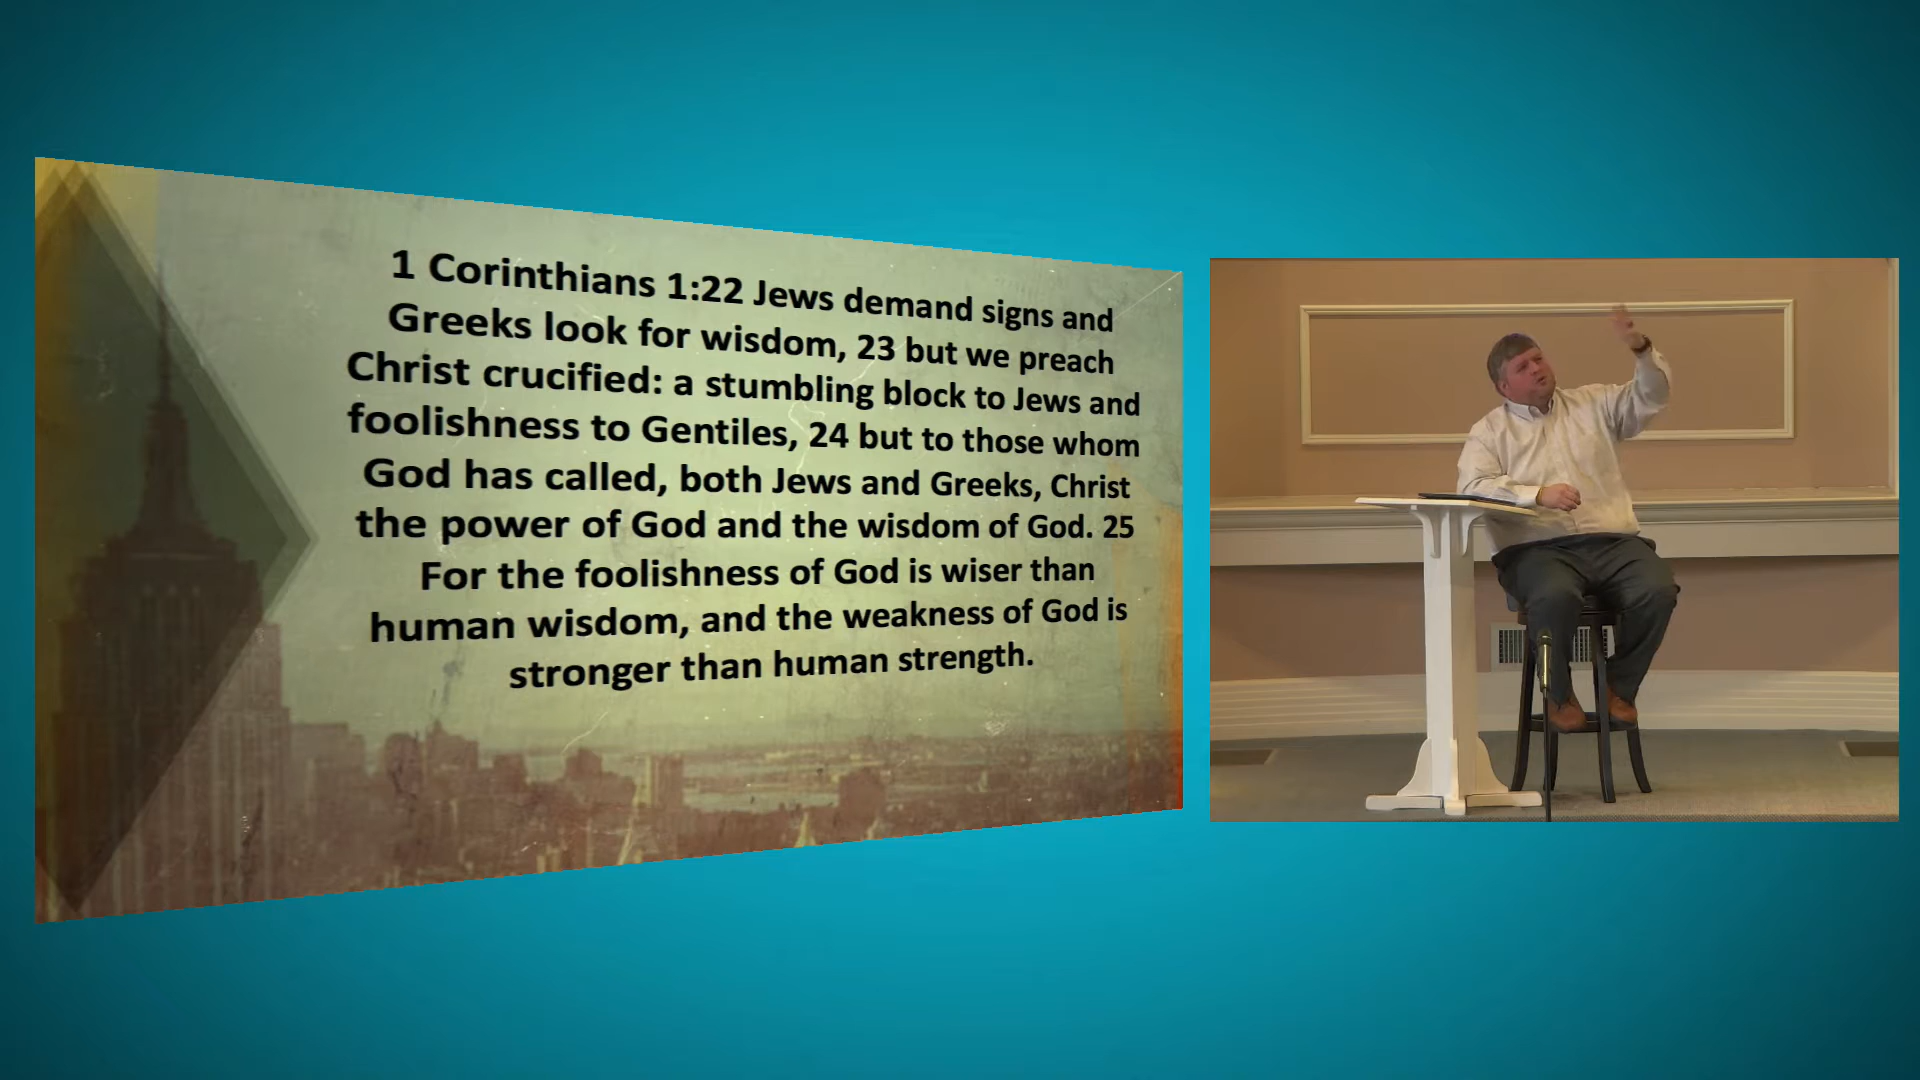 1 Corinthians 1:22 Jews demand signs and
Greeks look for wisdom, 23 but we preach
Christ crucified: a stumbling block to Jews and
foolishness to Gentiles, 24 but to those whom
God has called, both Jews and Greeks, Christ
the power of God and the wisdom of God. 25
For the foolishness of God is wiser than
human wisdom, and the weakness of God is
stronger than human strength.